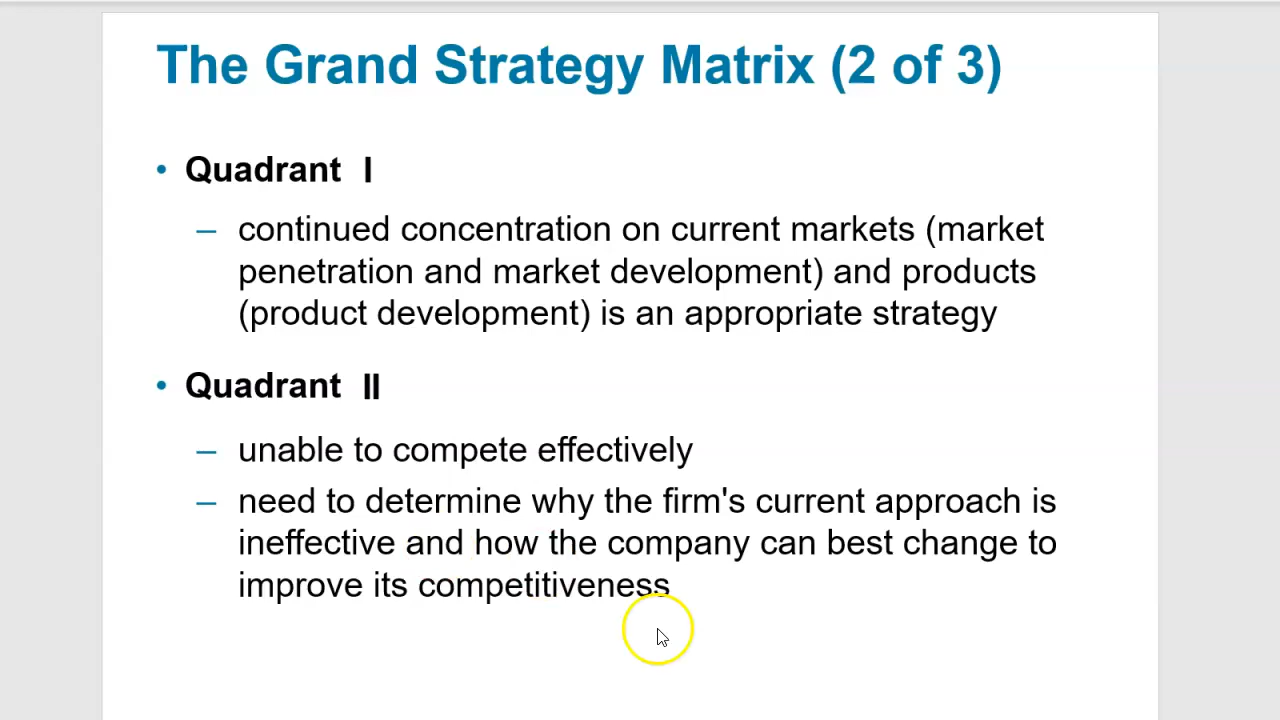 The Grand Strategy Matrix (2 of 3)
• Quadrant I
– continued concentration on current markets (market
penetration and market development) and products
(product development) is an appropriate strategy
• Quadrant II
– unable to compete effectively
– need to determine why the firm's current approach is
ineffective and how the company can best change to
improve its competitiveness